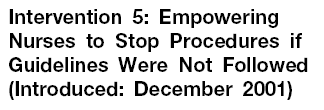 Intervention 5: Empowering
Nurses to Stop Procedures if
Guidelines Were Not Followed
(Introduced: December 2001)